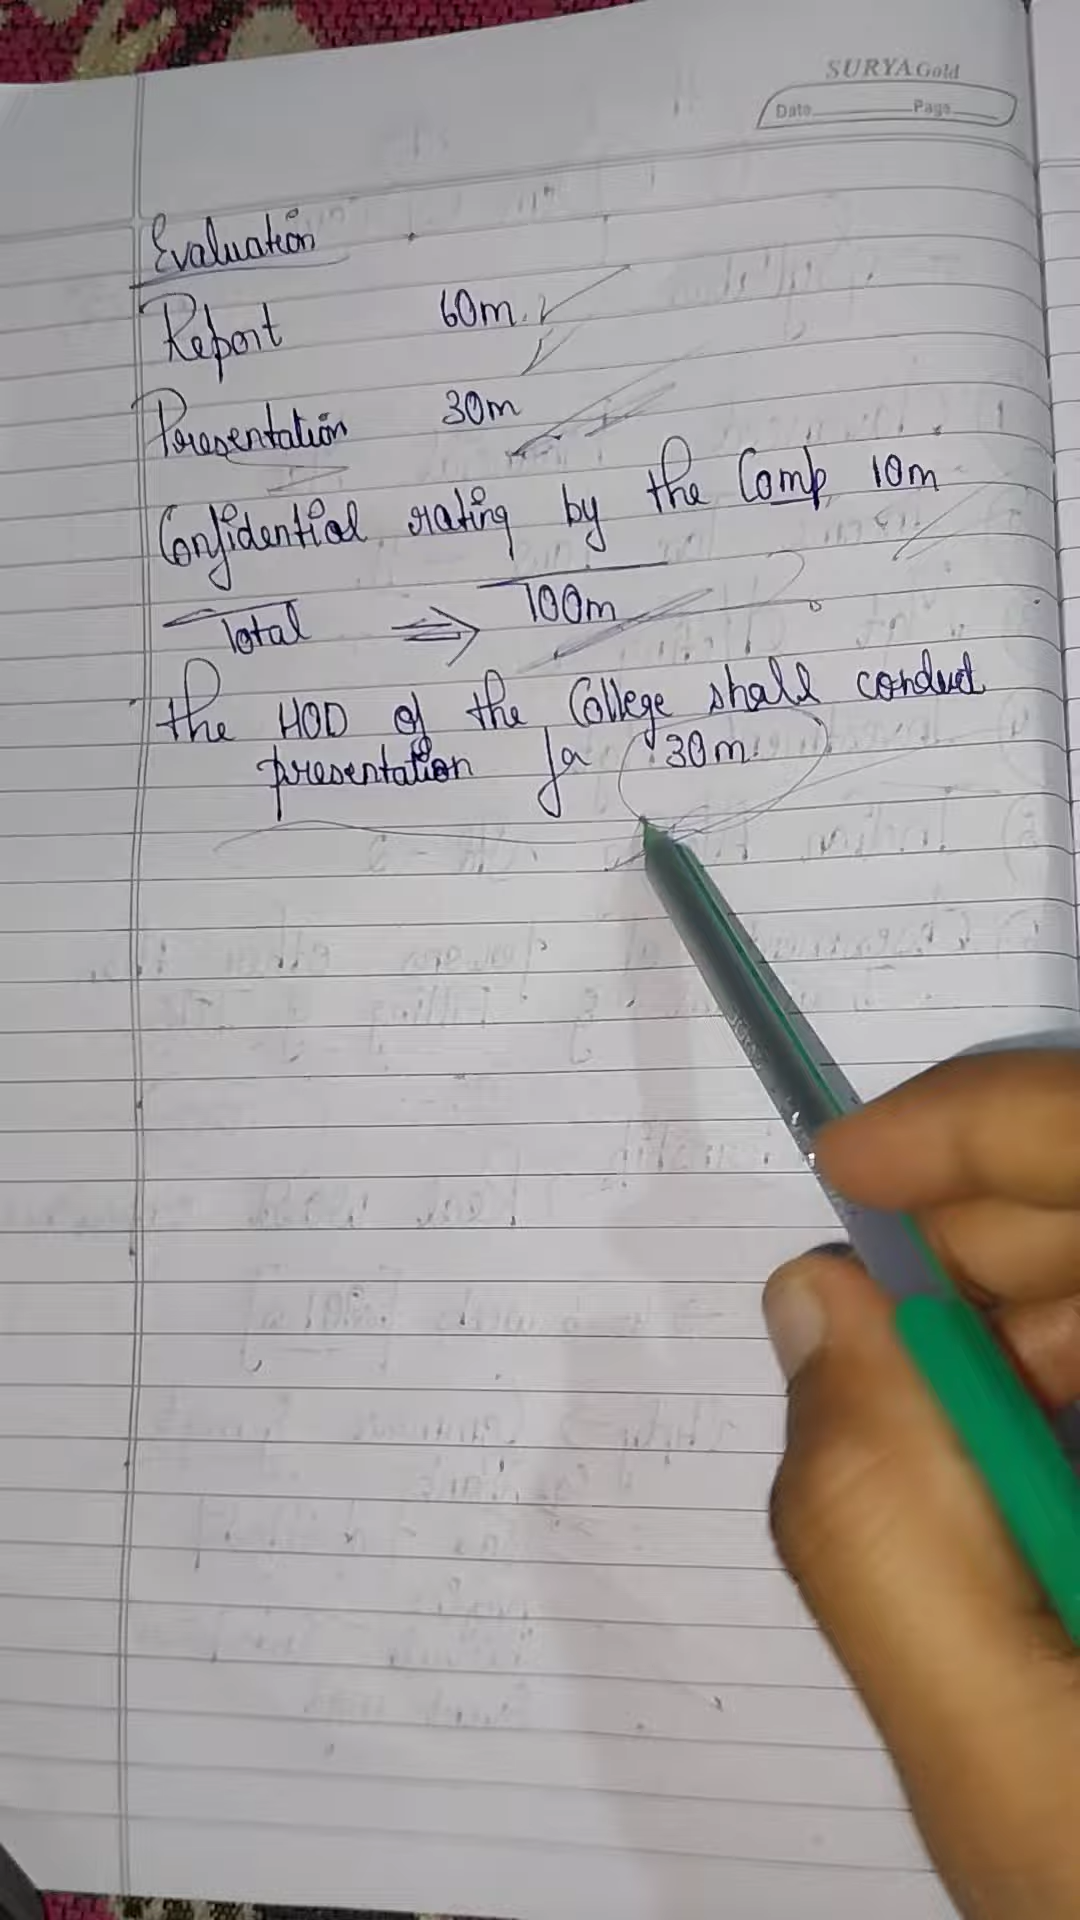 SURYA Gold
Date Page
Evaluation
Report 60m.
Presentation 30m
Confidential rating by the Comp 10m
Total ⇒ 100m
the HOD of the College shall conduct
presentation for 30m.